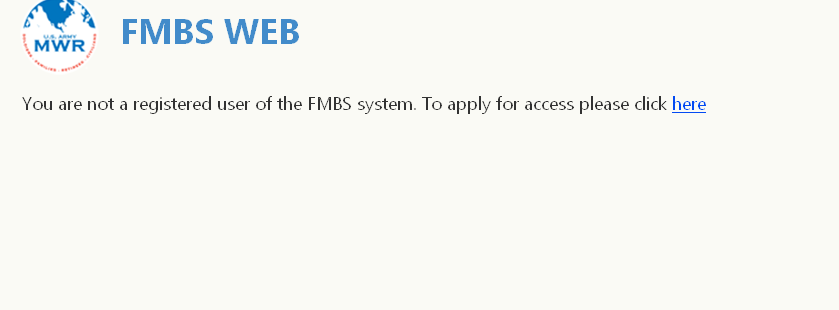 U.S. ARMY
MWR
FMBS WEB
You are not a registered user of the FMBS system. To apply for access please click here